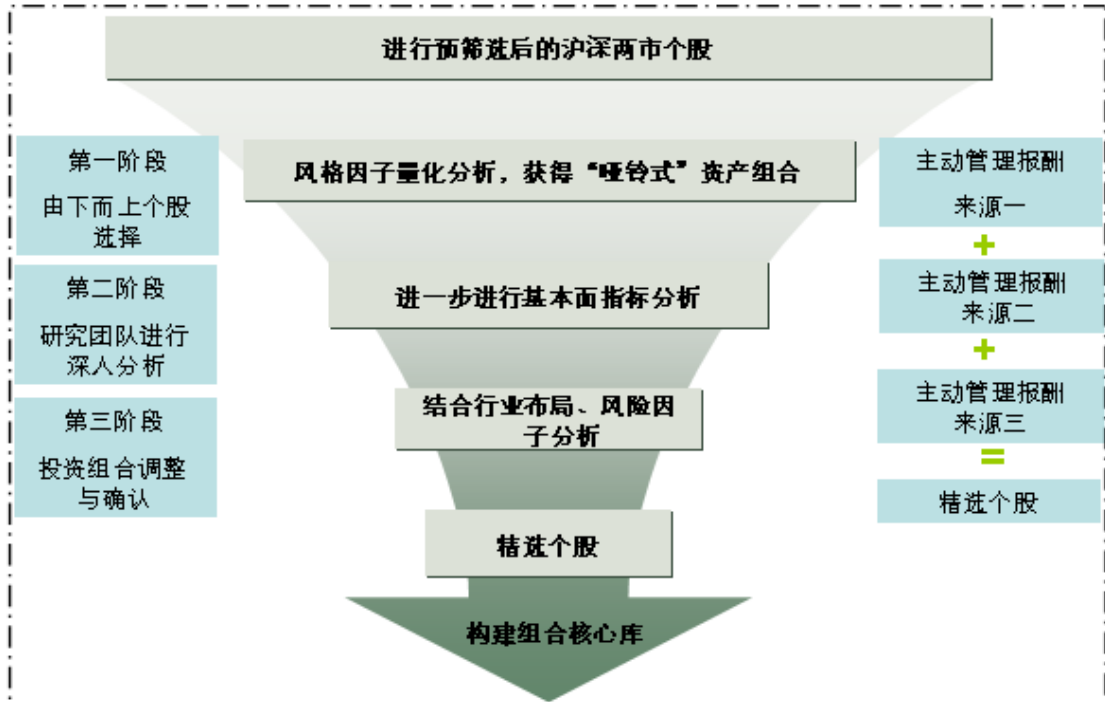 进行预筛选后的沪深两市个股
第一阶段
由下而上个股
选择
风格因子量化分析，获得“哑铃式”资产组合
主动管理报酬
来源一
+
第二阶段
研究团队进行
深入分析
进一步进行基本面指标分析
主动管理报酬
来源二
+
第三阶段
投资组合调整
与确认
结合行业布局、风险因
子分析
主动管理报酬
来源三
=
精选个股
精选个股
构建组合核心库